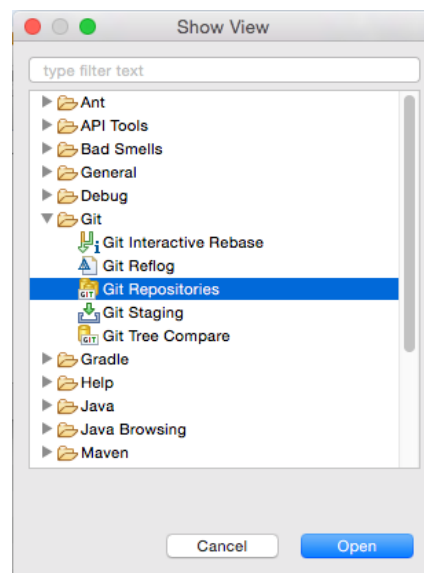 Show View
type filter text
Ant
API Tools
Bad Smells
General
Debug
Git
Git Interactive Rebase
Git Reflog
Git Repositories
Git Staging
Git Tree Compare
Gradle
Help
Java
Java Browsing
Maven
Cancel Open